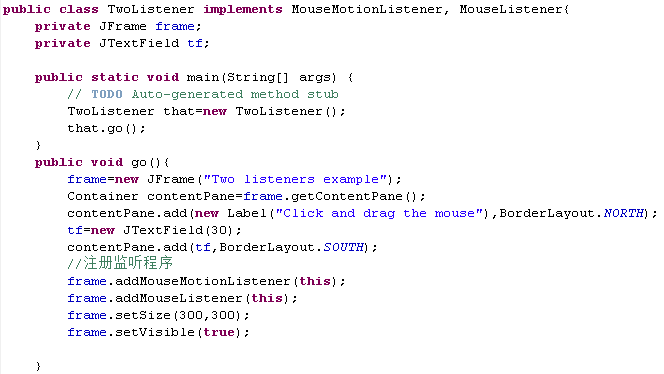 public class TwoListener implements MouseMotionListener, MouseListener{
    private JFrame frame;
    private JTextField tf;

    public static void main(String[] args) {
        // TODO Auto-generated method stub
        TwoListener that=new TwoListener();
        that.go();
    }
    public void go(){
        frame=new JFrame("Two listeners example");
        Container contentPane=frame.getContentPane();
        contentPane.add(new Label("Click and drag the mouse"),BorderLayout.NORTH);
        tf=new JTextField(30);
        contentPane.add(tf,BorderLayout.SOUTH);
        //注册监听程序
        frame.addMouseMotionListener(this);
        frame.addMouseListener(this);
        frame.setSize(300,300);
        frame.setVisible(true);

    }